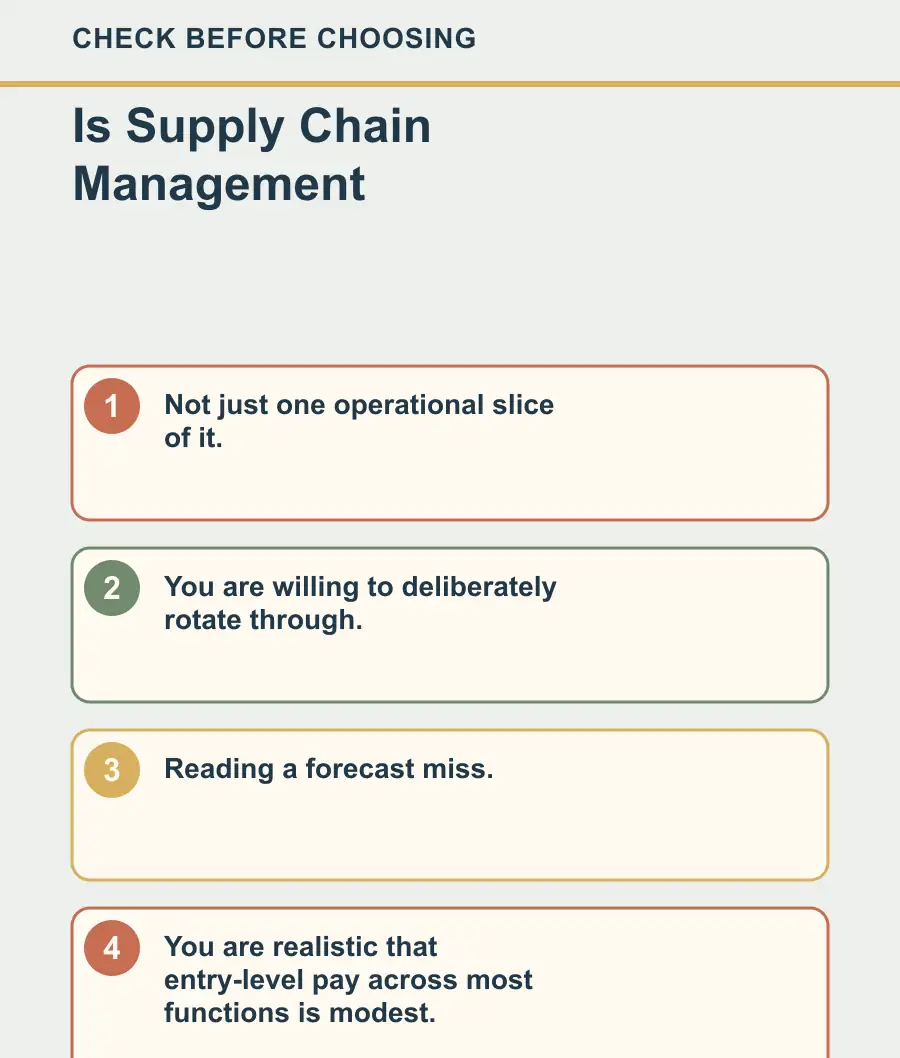 CHECK BEFORE CHOOSING
Is Supply Chain
Management
1
Not just one operational slice
of it.
2
You are willing to deliberately
rotate through.
3
Reading a forecast miss.
4
You are realistic that
entry-level pay across most
functions is modest.